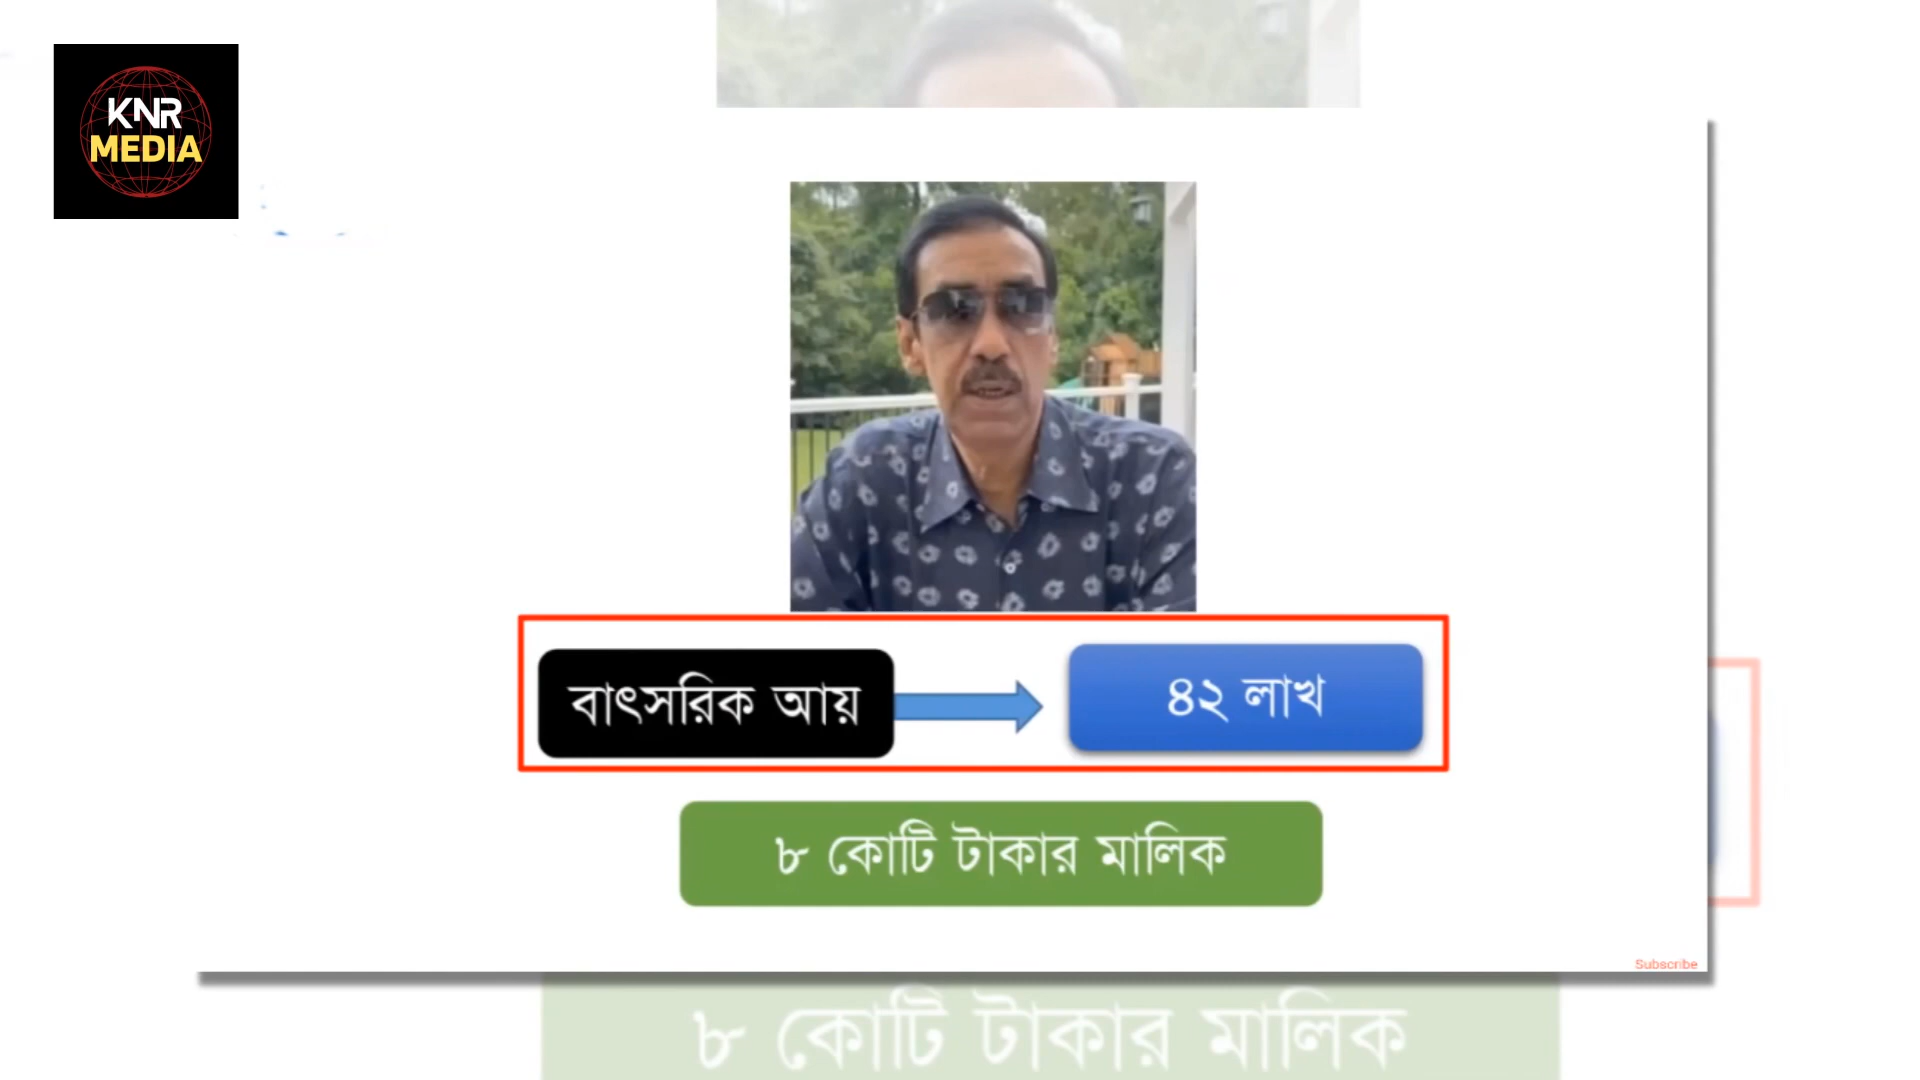 KNR
MEDIA
বাৎসরিক আয়
৪২ লাখ
৮ কোটি টাকার মালিক
Subscribe
৮ কোটি টাকার মালিক